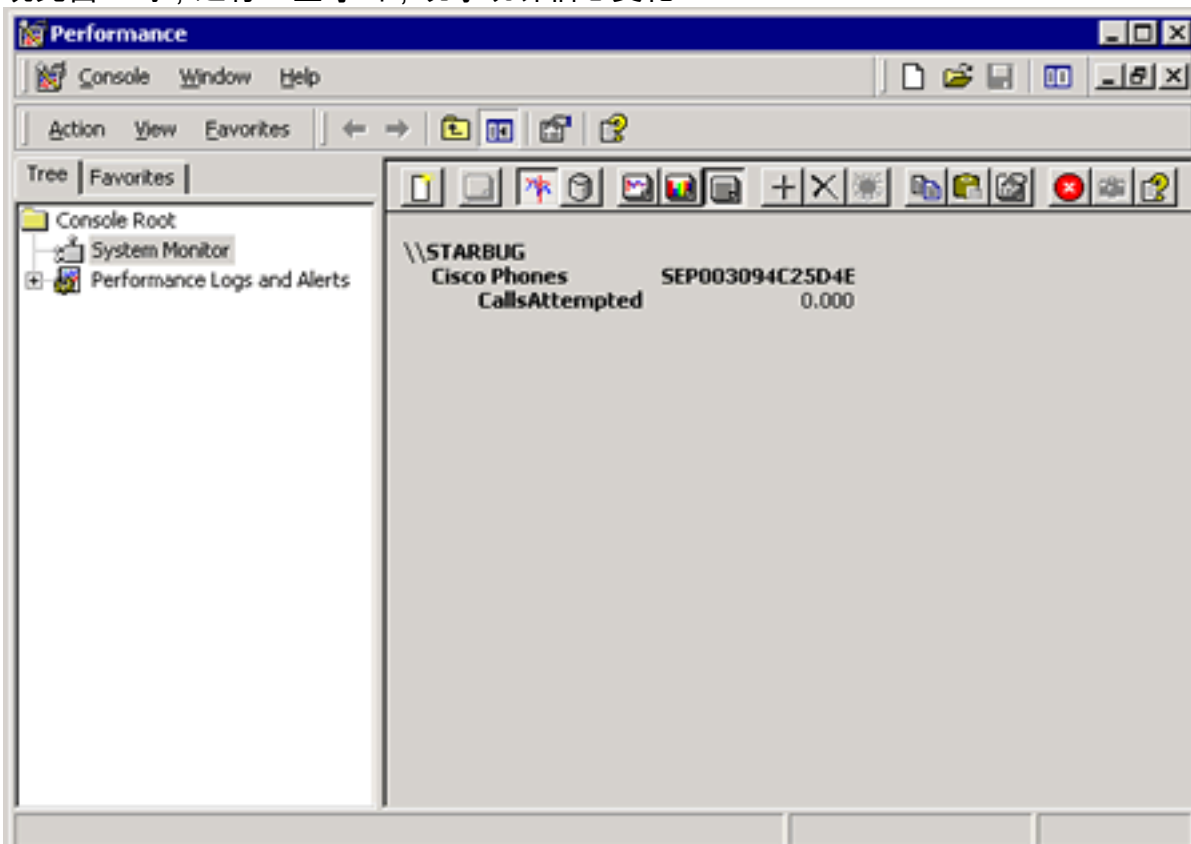 Performance
Console Window Help
Action View Favorites
Tree Favorites
Console Root
System Monitor
Performance Logs and Alerts
\\STARBUG
Cisco Phones SEP003094C25D4E
CallsAttempted 0.000